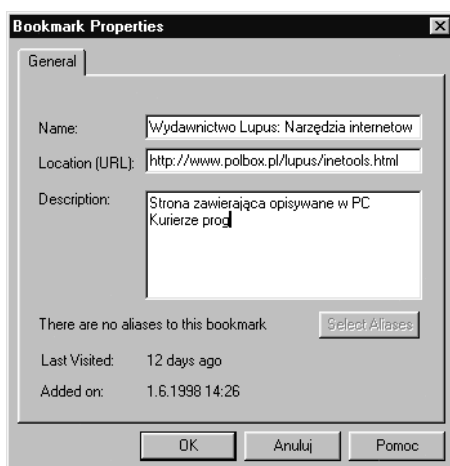 Bookmark Properties
General
Name: Wydawnictwo Lupus: Narzędzia internetow
Location (URL): http://www.polbox.pl/lupus/inetools.html
Description: Strona zawierająca opisywane w PC
Kurierze prog
There are no aliases to this bookmark Select Aliases
Last Visited: 12 days ago
Added on: 1.6.1998 14:26
OK Anuluj Pomoc